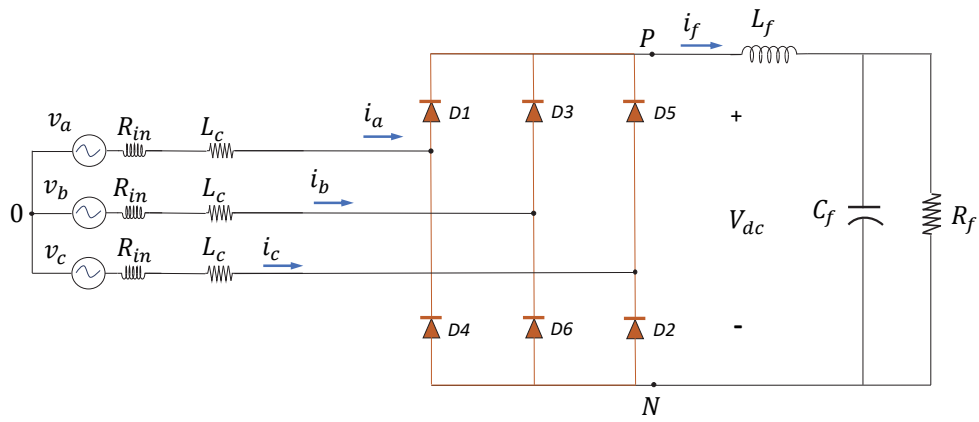 P
i_f
L_f
D1
D3
D5
+
v_a
R_in
L_c
i_a
v_b
R_in
L_c
i_b
0
V_dc
C_f
R_f
v_c
R_in
L_c
i_c
D4
D6
D2
-
N